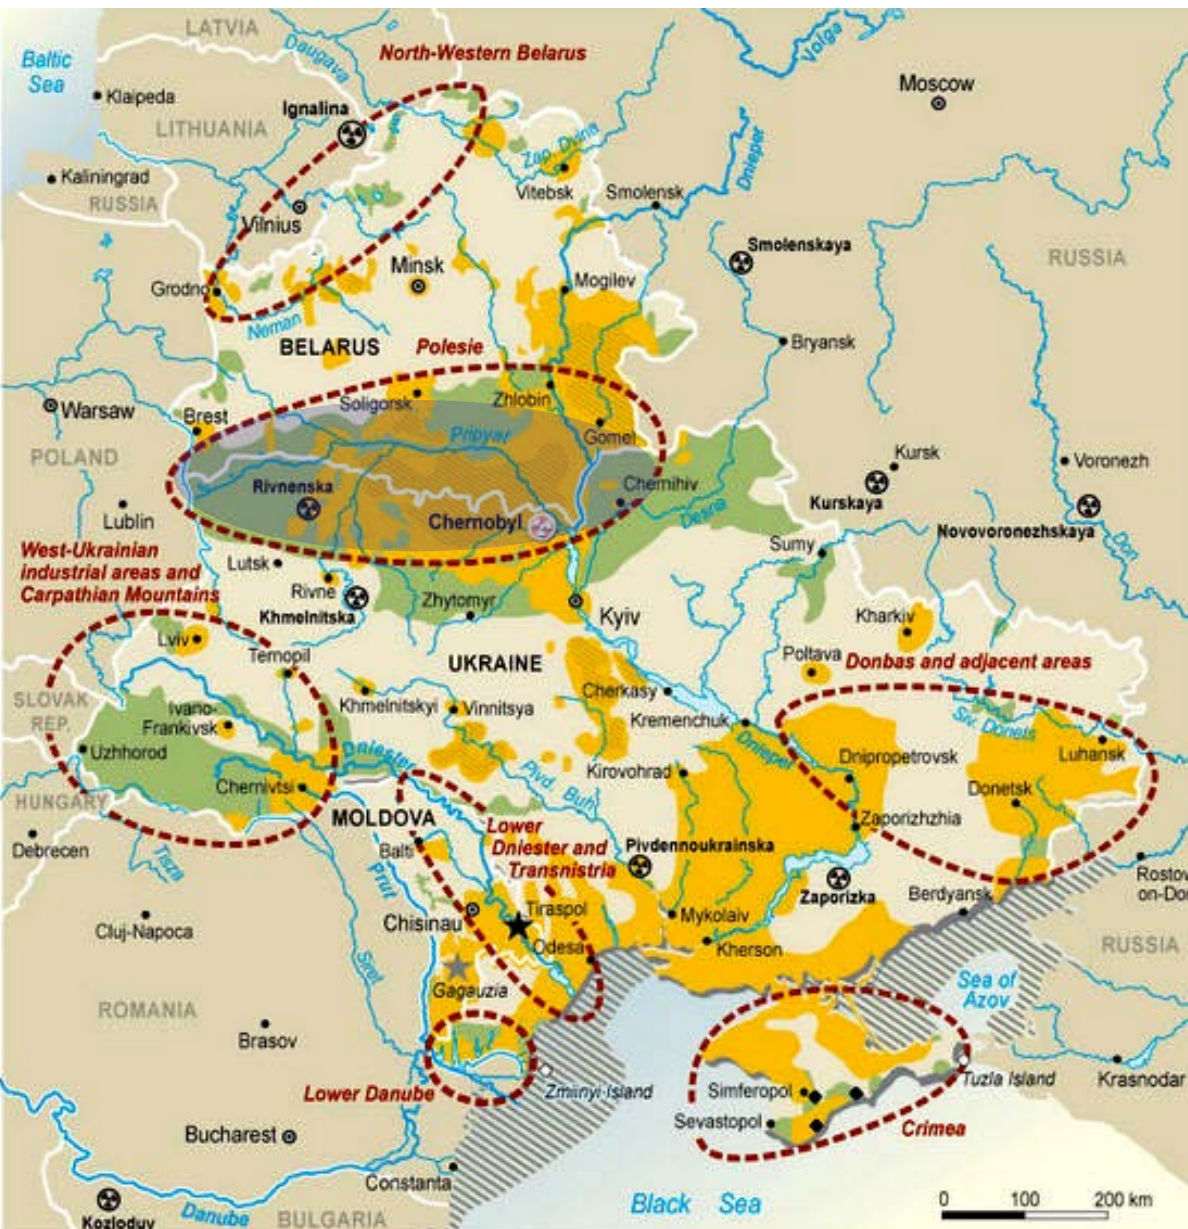 LATVIA
Volga
Baltic
Sea
Daugava
North-Western Belarus
Moscow
Klaipeda
Ignalina
LITHUANIA
Zap. Dvina
Dnieper
Kaliningrad
RUSSIA
Vitebsk
Smolensk
Vilnius
Smolenskaya
RUSSIA
Minsk
Grodno
Mogilev
Neman
BELARUS
Polesie
Bryansk
Warsaw
Brest
Soligorsk
Zhlobin
Pripyat
Gomel
POLAND
Kursk
Voronezh
Rivnenska
Chernihiv
Kurskaya
Lublin
Chernobyl
Desna
Novovoronezhskaya
Don
West-Ukrainian
industrial areas and
Carpathian Mountains
Lutsk
Sumy
Rivne
Khmelnitska
Zhytomyr
Kyiv
Kharkiv
Lviv
Ternopil
UKRAINE
Poltava
Donbas and adjacent areas
SLOVAK
REP.
Ivano-
Frankivsk
Khmelnitskyi
Vinnitsya
Cherkasy
Kremenchuk
Siv. Donets
Uzhhorod
Dniester
Dnieper
Luhansk
Chernivtsi
Pivd. Buh
Kirovohrad
Dnipropetrovsk
Donetsk
HUNGARY
MOLDOVA
Lower
Dniester and
Transnistria
Zaporizhzhia
Debrecen
Tisza
Balti
Prut
Pivdennoukrainska
Zaporizka
Berdyansk
Rostov-
on-Don
Cluj-Napoca
Chisinau
Tiraspol
Mykolaiv
Kherson
Odesa
RUSSIA
Siret
Gagauzia
Sea of
Azov
ROMANIA
Brasov
Lower Danube
Zmiinyi Island
Simferopol
Tuzla Island
Krasnodar
Sevastopol
Crimea
Bucharest
Constanta
Black Sea
0 100 200 km
Kozloduy
Danube
BULGARIA